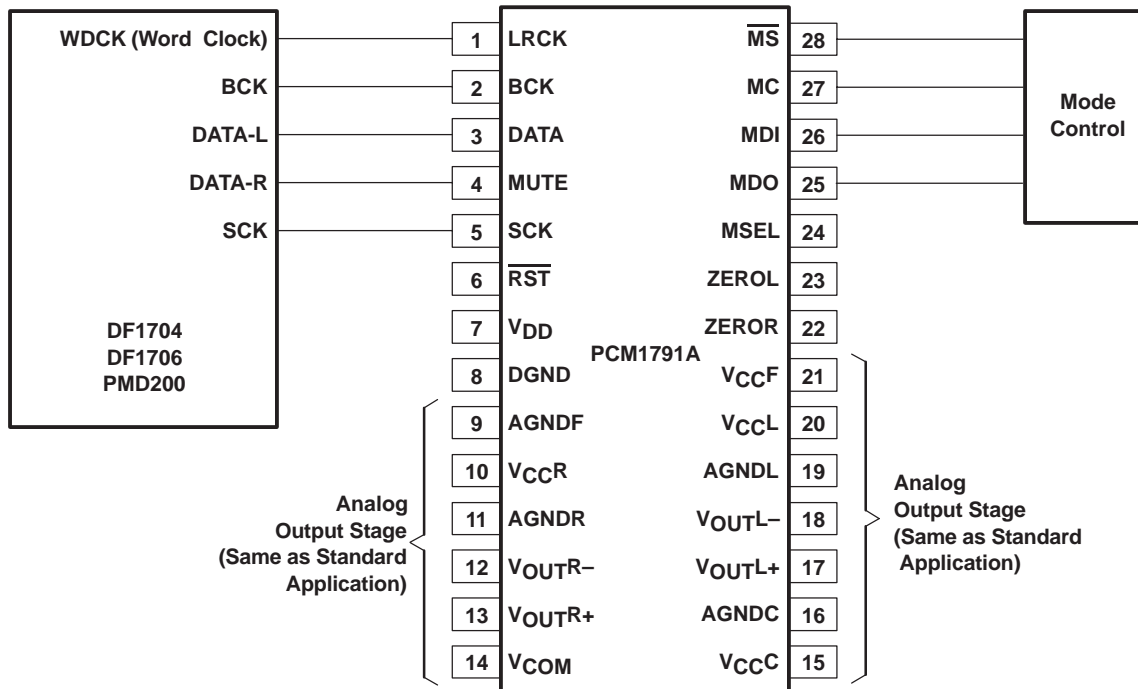 WDCK (Word Clock)
BCK
DATA-L
DATA-R
SCK
DF1704
DF1706
PMD200
1 LRCK
2 BCK
3 DATA
4 MUTE
5 SCK
6 RST
7 VDD
8 DGND
9 AGNDF
10 VCCR
11 AGNDR
12 VOUTR–
13 VOUTR+
14 VCOM
PCM1791A
MS 28
MC 27
MDI 26
MDO 25
MSEL 24
ZEROL 23
ZEROR 22
VCCF 21
VCCL 20
AGNDL 19
VOUTL– 18
VOUTL+ 17
AGNDC 16
VCCC 15
Mode
Control
Analog
Output Stage
(Same as Standard
Application)
Analog
Output Stage
(Same as Standard
Application)